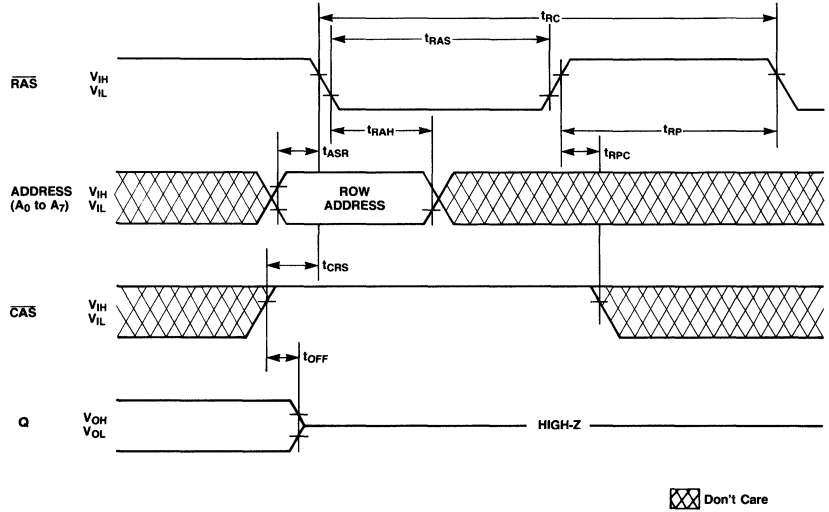 tRC
tRAS
RAS
VIH
VIL
tRAH
tRP
tASR
tRPC
ADDRESS
(A0 to A7)
VIH
VIL
ROW
ADDRESS
tCRS
CAS
VIH
VIL
tOFF
Q
VOH
VOL
HIGH-Z
Don't Care